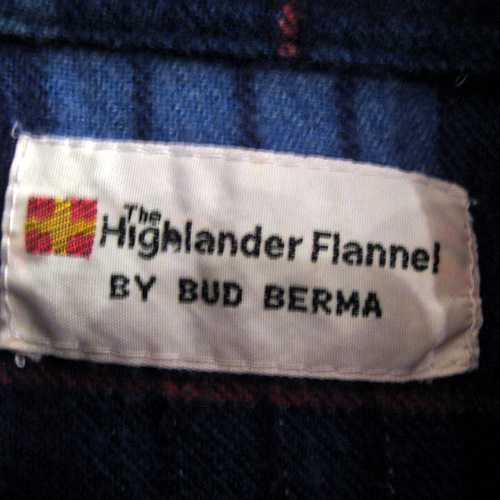 The
Highlander Flannel
BY BUD BERMA